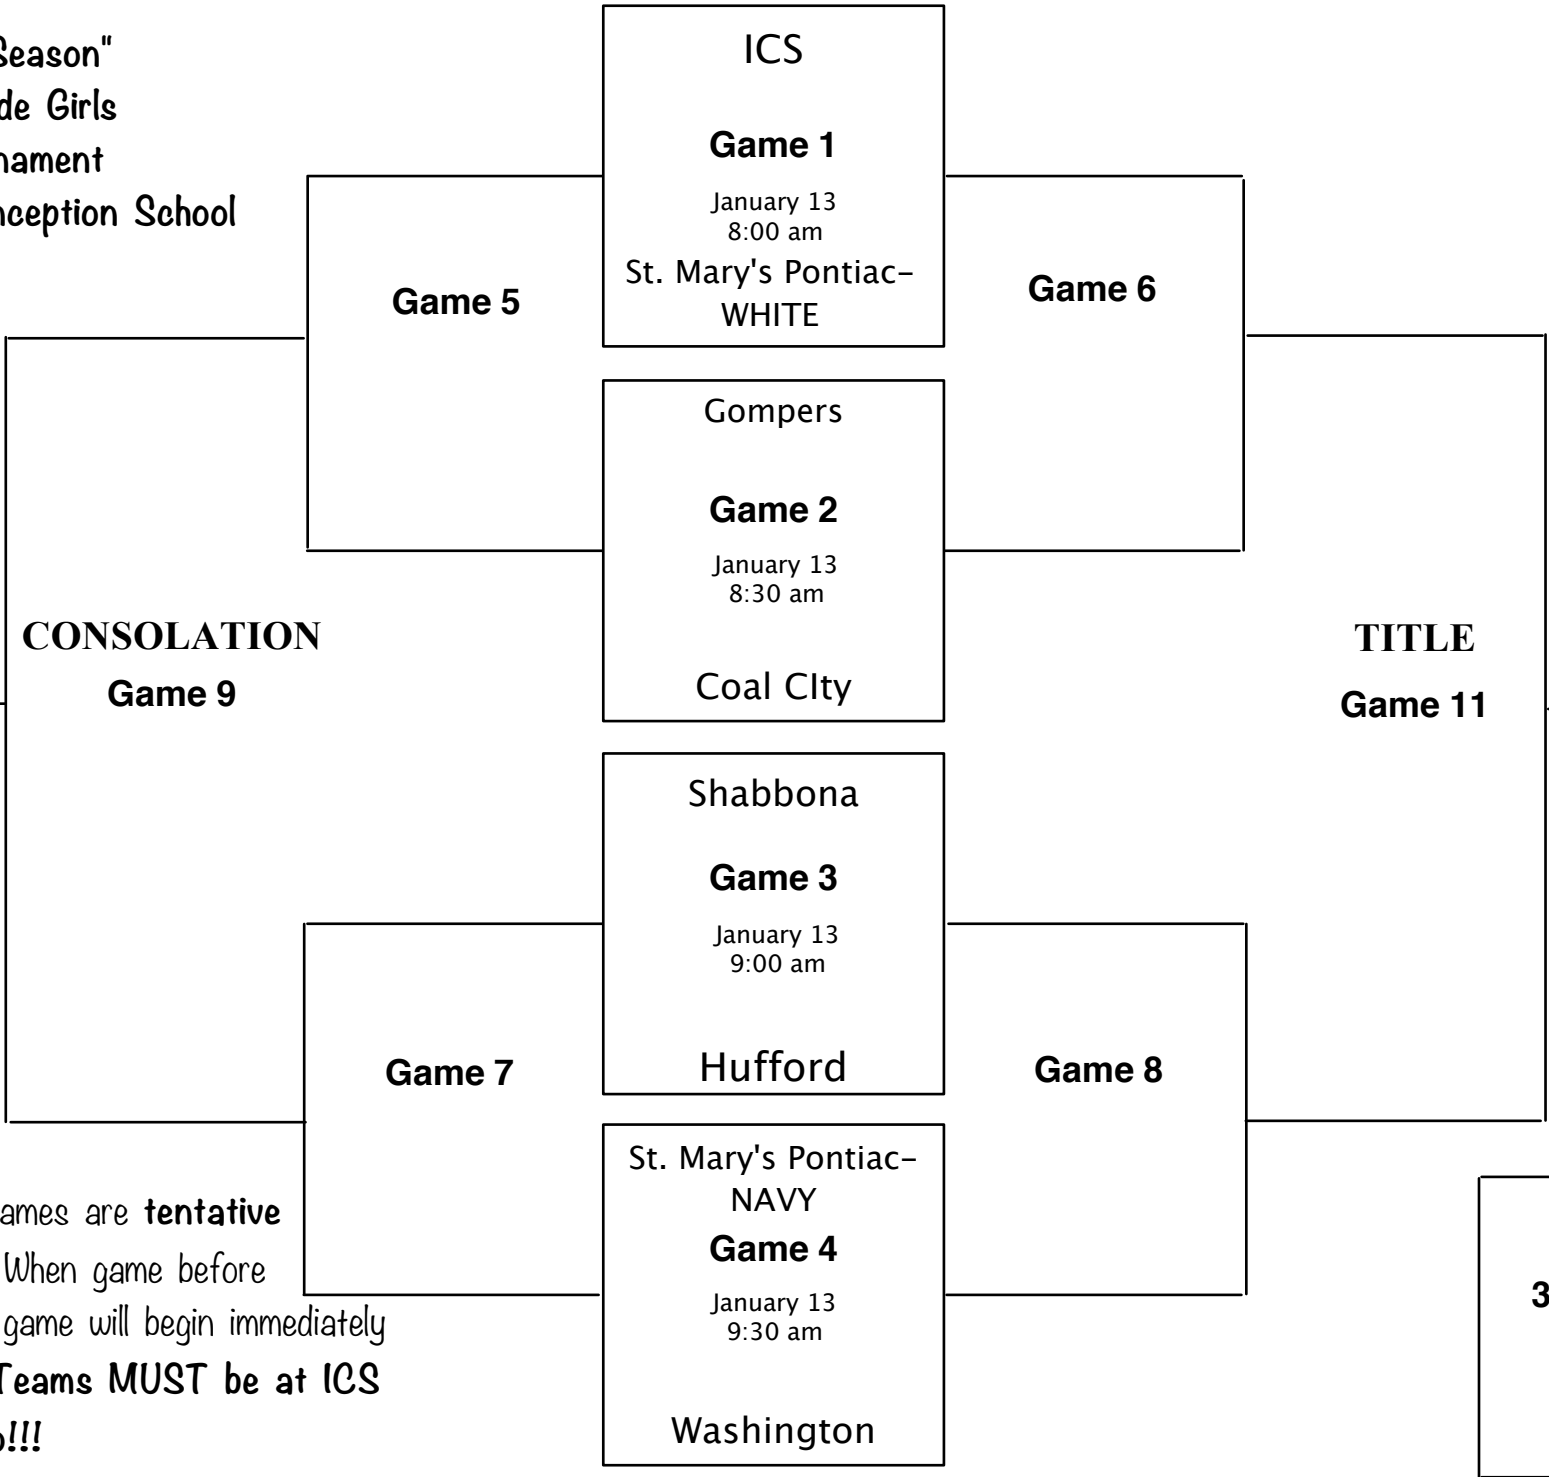 Season"
de Girls
nament
nception School
ICS
Game 1
January 13
8:00 am
St. Mary's Pontiac-
WHITE
Game 5
Game 6
Gompers
Game 2
January 13
8:30 am
Coal CIty
CONSOLATION
Game 9
TITLE
Game 11
Shabbona
Game 3
January 13
9:00 am
Hufford
Game 7
Game 8
St. Mary's Pontiac-
NAVY
Game 4
January 13
9:30 am
Washington
ames are tentative
When game before
game will begin immediately
Teams MUST be at ICS
!!!
3